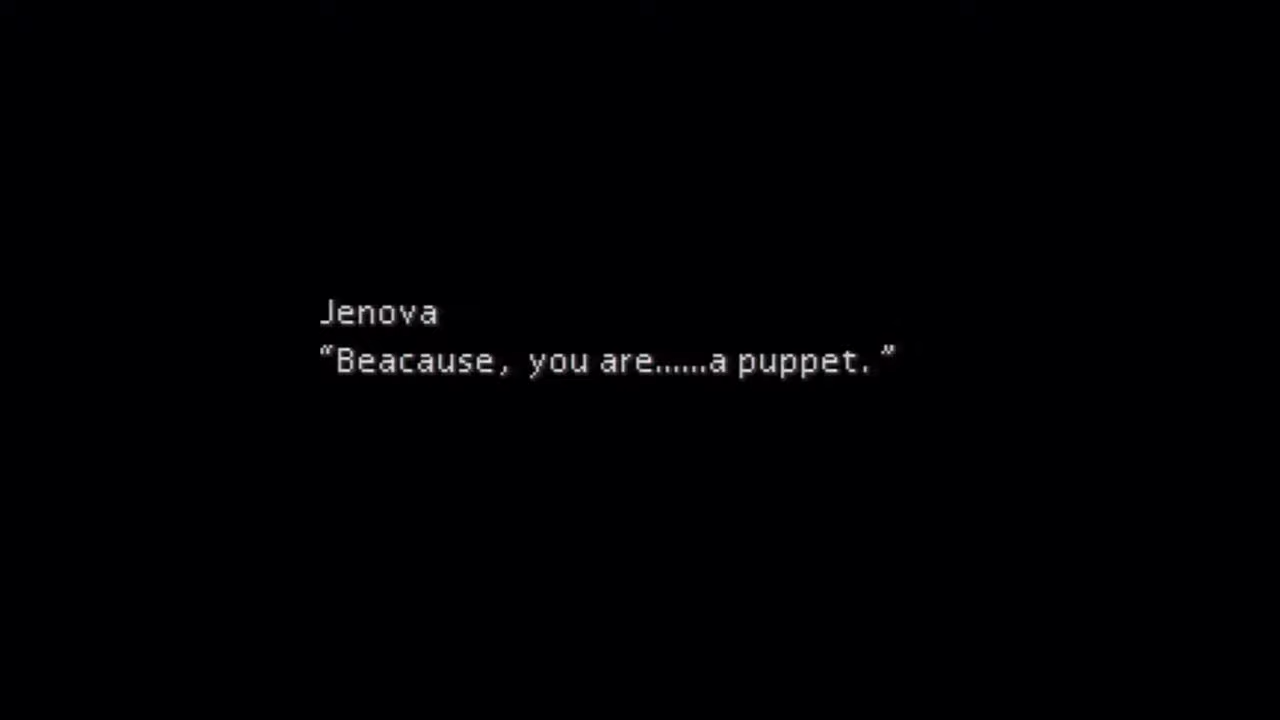 Jenova
“Beacause, you are......a puppet.”